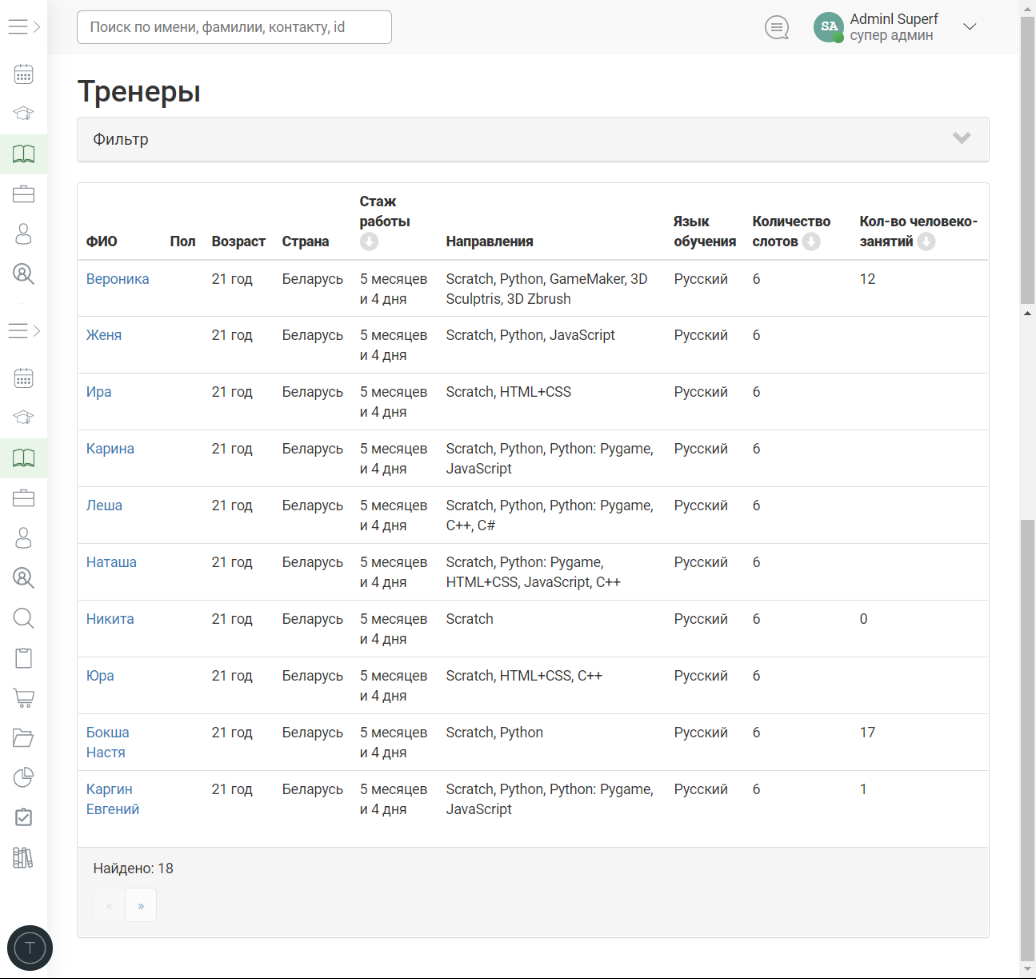 Поиск по имени, фамилии, контакту, id
SA
Adminl Superf
супер админ
Тренеры
Фильтр
ФИО Пол Возраст Страна Стаж работы Направления Язык обучения Количество слотов Кол-во человеко-занятий
Вероника 21 год Беларусь 5 месяцев Scratch, Python, GameMaker, 3D Русский 6 12
и 4 дня Sculptris, 3D Zbrush
Женя 21 год Беларусь 5 месяцев Scratch, Python, JavaScript Русский 6
и 4 дня
Ира 21 год Беларусь 5 месяцев Scratch, HTML+CSS Русский 6
и 4 дня
Карина 21 год Беларусь 5 месяцев Scratch, Python, Python: Pygame, Русский 6
и 4 дня JavaScript
Леша 21 год Беларусь 5 месяцев Scratch, Python, Python: Pygame, Русский 6
и 4 дня C++, C#
Наташа 21 год Беларусь 5 месяцев Scratch, Python: Pygame, Русский 6
и 4 дня HTML+CSS, JavaScript, C++
Никита 21 год Беларусь 5 месяцев Scratch Русский 6 0
и 4 дня
Юра 21 год Беларусь 5 месяцев Scratch, HTML+CSS, C++ Русский 6
и 4 дня
Бокша 21 год Беларусь 5 месяцев Scratch, Python Русский 6 17
Настя и 4 дня
Каргин 21 год Беларусь 5 месяцев Scratch, Python, Python: Pygame, Русский 6 1
Евгений и 4 дня JavaScript
Найдено: 18
« »
T